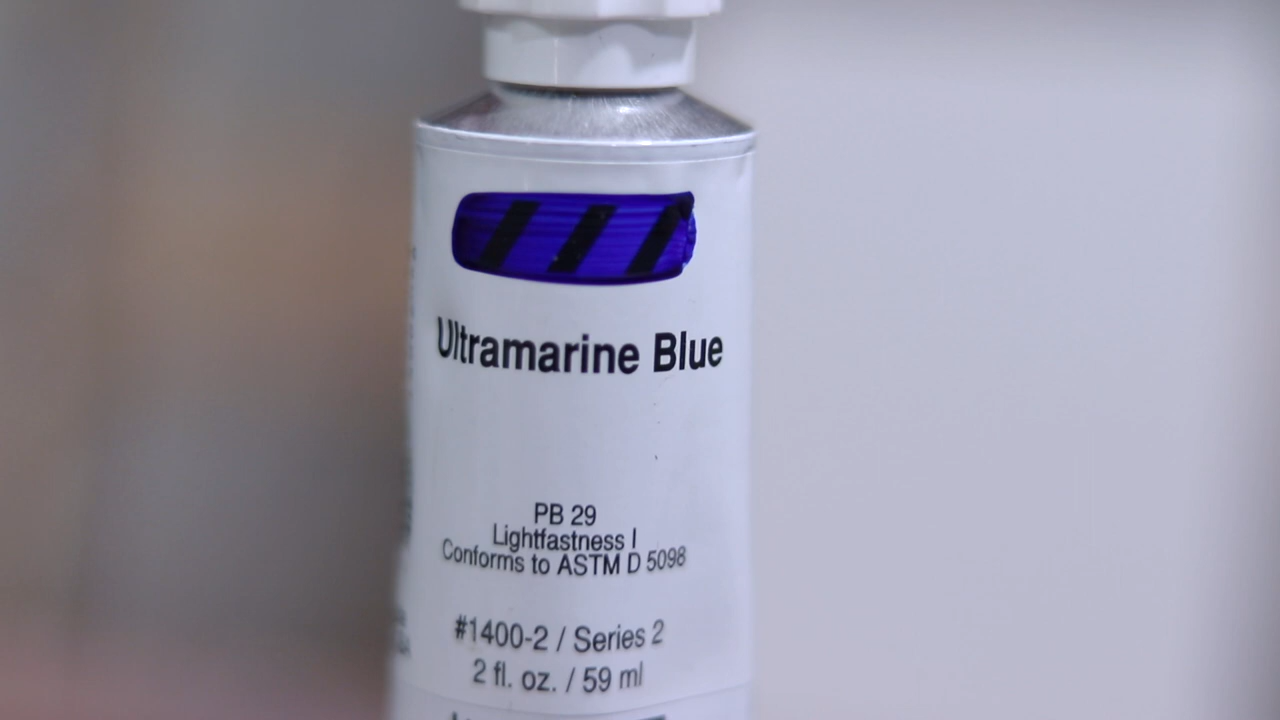 Ultramarine Blue
PB 29
Lightfastness I
Conforms to ASTM D 5098
#1400-2 / Series 2
2 fl. oz. / 59 ml